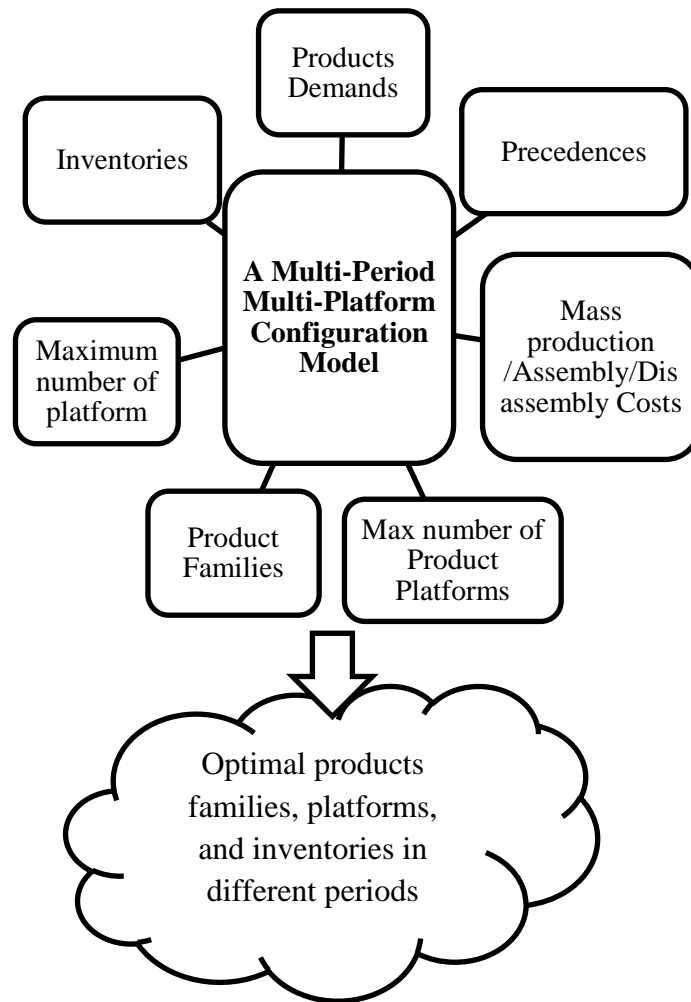 Products
Demands
Inventories
Precedences
A Multi-Period
Multi-Platform
Configuration
Model
Mass
production
/Assembly/Dis
assembly Costs
Maximum
number of
platform
Product
Families
Max number of
Product
Platforms
Optimal products
families, platforms,
and inventories in
different periods